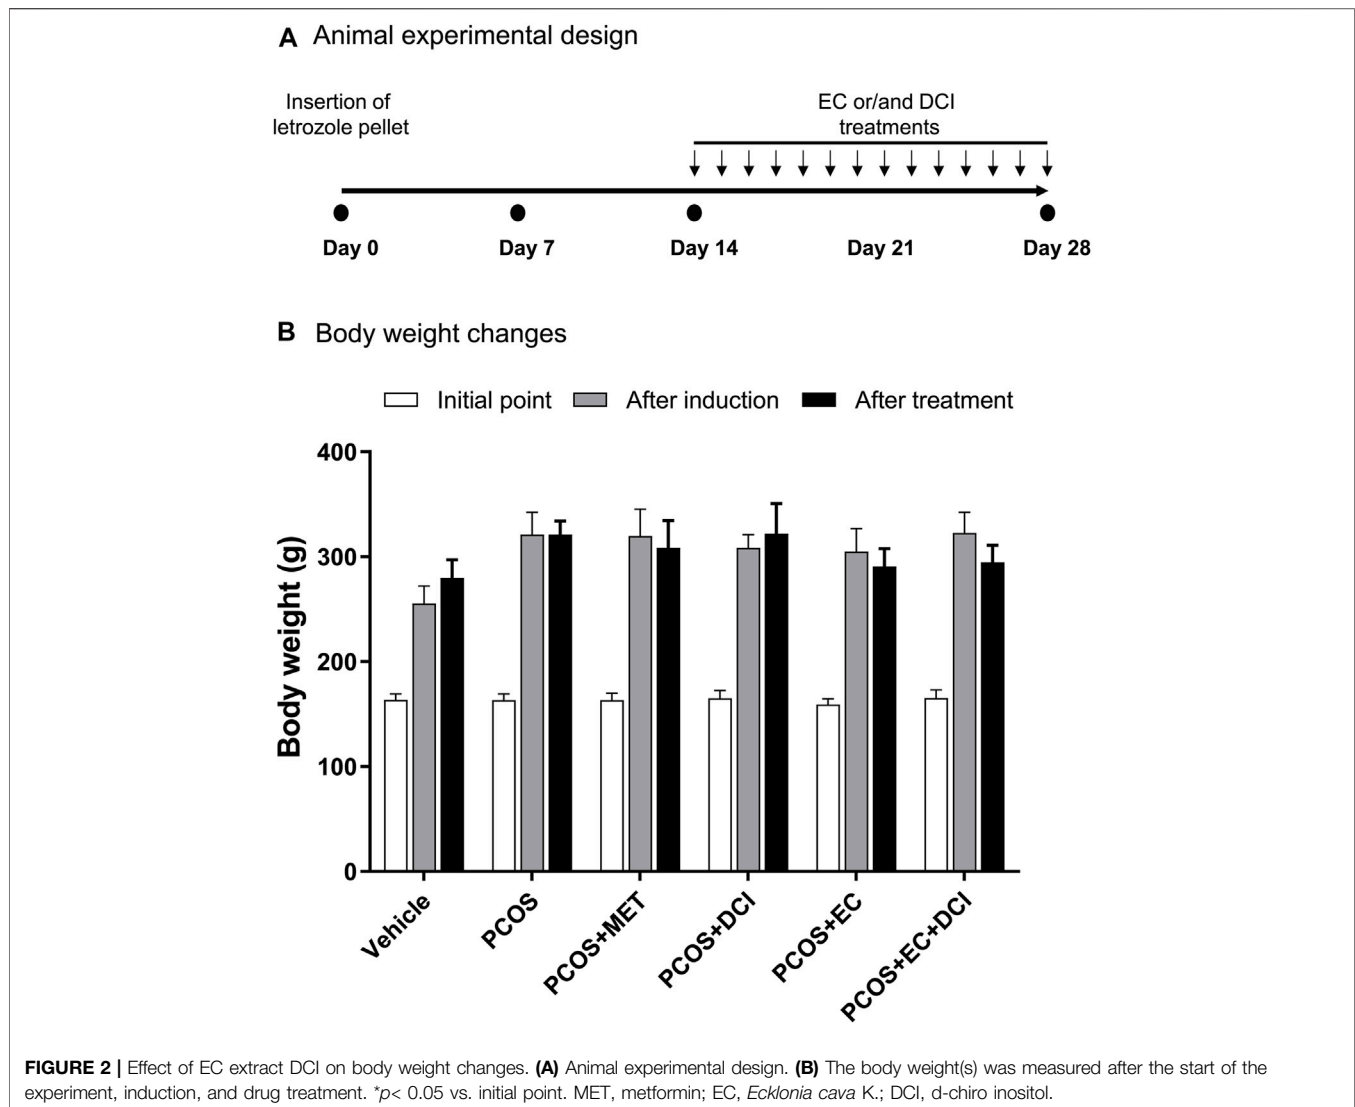 A Animal experimental design
Insertion of
letrozole pellet
EC or/and DCI
treatments
Day 0
Day 7
Day 14
Day 21
Day 28
B Body weight changes
Initial point
After induction
After treatment
Body weight (g)
400
300
200
100
0
Vehicle
PCOS
PCOS+MET
PCOS+DCI
PCOS+EC
PCOS+EC+DCI
FIGURE 2 | Effect of EC extract DCI on body weight changes. (A) Animal experimental design. (B) The body weight(s) was measured after the start of the
experiment, induction, and drug treatment. *p< 0.05 vs. initial point. MET, metformin; EC, Ecklonia cava K.; DCI, d-chiro inositol.